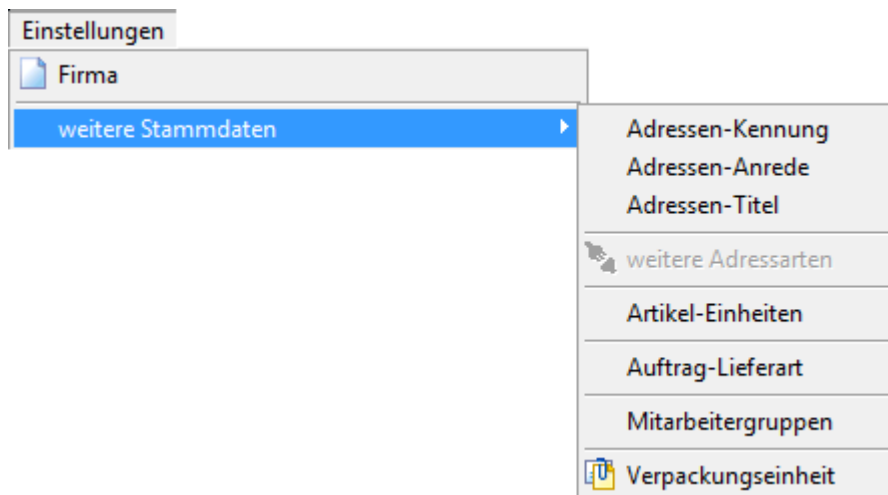 Einstellungen
Firma
weitere Stammdaten
Adressen-Kennung
Adressen-Anrede
Adressen-Titel
weitere Adressarten
Artikel-Einheiten
Auftrag-Lieferart
Mitarbeitergruppen
Verpackungseinheit